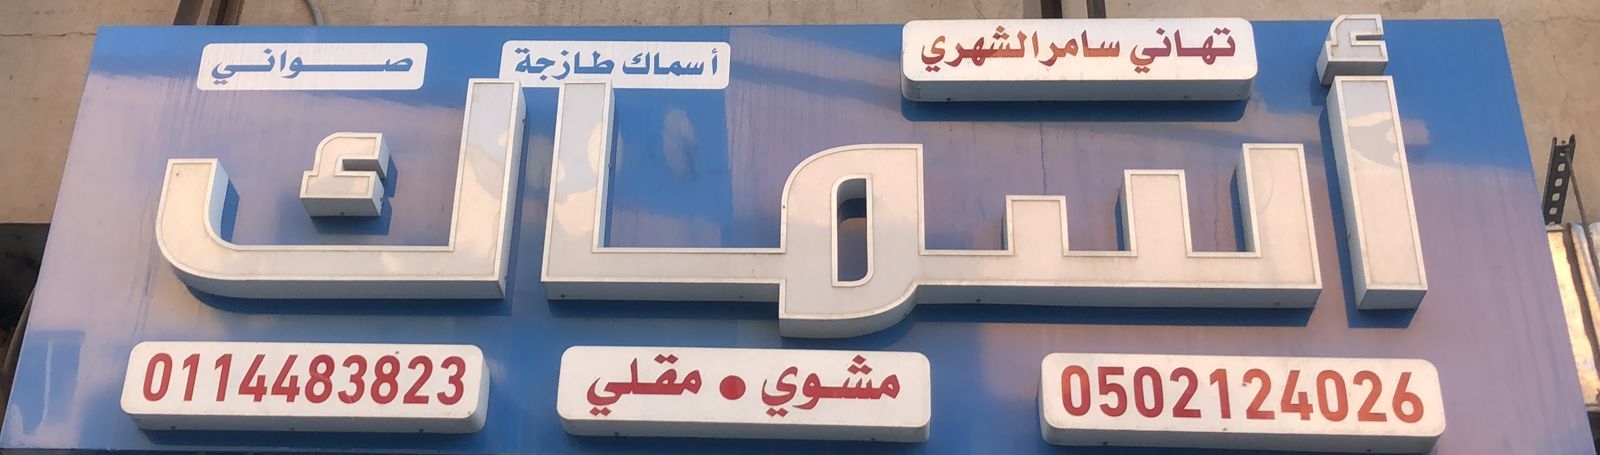 تهاني سامر الشهري
أسماك طازجة
صواني
أسماك
0502124026
مشوي • مقلي
0114483823